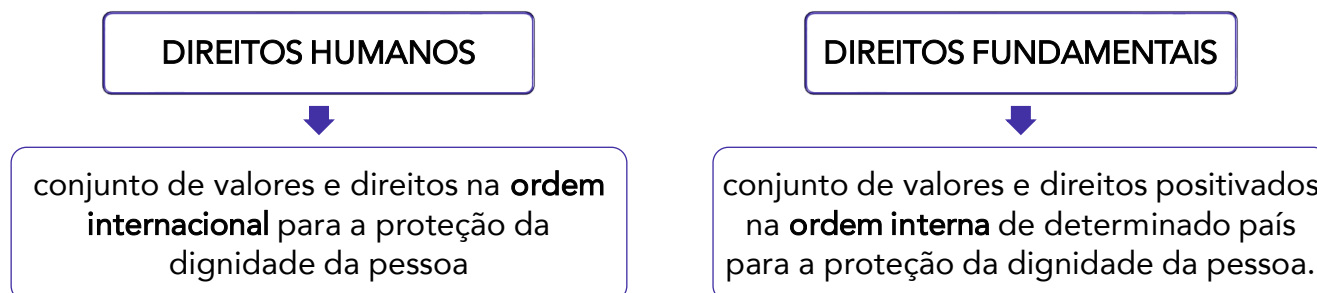 DIREITOS HUMANOS
conjunto de valores e direitos na ordem
internacional para a proteção da
dignidade da pessoa
DIREITOS FUNDAMENTAIS
conjunto de valores e direitos positivados
na ordem interna de determinado país
para a proteção da dignidade da pessoa.